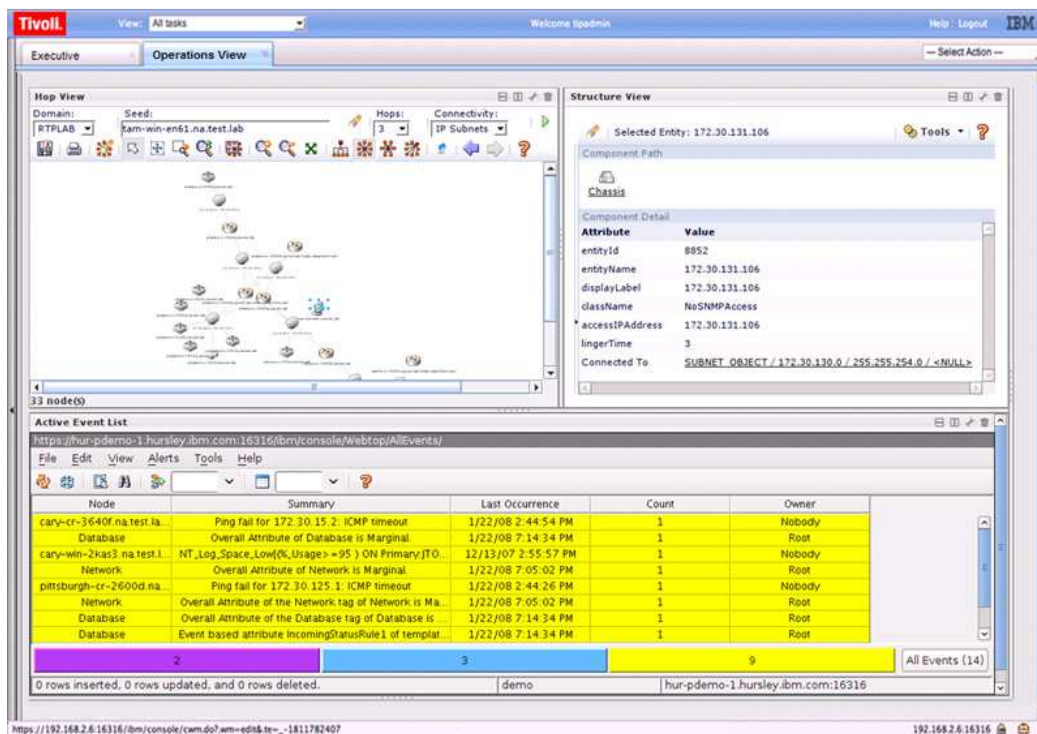 Tivoli. View: All tasks Welcome tipadmin Help Logout IBM
Executive Operations View --- Select Action ---
Hop View
Domain: Seed: Hops: Connectivity:
RTPLAB tam-win-en61.na.test.lab 3 IP Subnets
33 node(s)
Structure View
Selected Entity: 172.30.131.106 Tools
Component Path
Chassis
Component Detail
Attribute Value
entityId 8852
entityName 172.30.131.106
displayLabel 172.30.131.106
className NoSNMPAccess
accessIPAddress 172.30.131.106
lingerTime 3
Connected To SUBNET_OBJECT / 172.30.130.0 / 255.255.254.0 / <NULL>
Active Event List
https://hur-pdemo-1.hursley.ibm.com:16316/ibm/console/Webtop/AllEvents/
File Edit View Alerts Tools Help
Node Summary Last Occurrence Count Owner
cary-cr-3640f.na.test.la... Ping fail for 172.30.15.2: ICMP timeout 1/22/08 2:44:54 PM 1 Nobody
Database Overall Attribute of Database is Marginal. 1/22/08 7:14:34 PM 1 Root
cary-win-2kas3.na.test.l... NT_Log_Space_Low[(%_Usage>=95 ) ON Primary:JTO... 12/13/07 2:55:57 PM 1 Nobody
Network Overall Attribute of Network is Marginal. 1/22/08 7:05:02 PM 1 Root
pittsburgh-cr-2600d.na... Ping fail for 172.30.125.1: ICMP timeout 1/22/08 2:44:26 PM 1 Nobody
Network Overall Attribute of the Network tag of Network is Ma... 1/22/08 7:05:02 PM 1 Root
Database Overall Attribute of the Database tag of Database is ... 1/22/08 7:14:34 PM 1 Root
Database Event based attribute IncomingStatusRule1 of templat... 1/22/08 7:14:34 PM 1 Root
2 3 9 All Events (14)
0 rows inserted, 0 rows updated, and 0 rows deleted. demo hur-pdemo-1.hursley.ibm.com:16316
https://192.168.2.6:16316/ibm/console/cwm.do?wm=edit&te=_-1811782407 192.168.2.6:16316